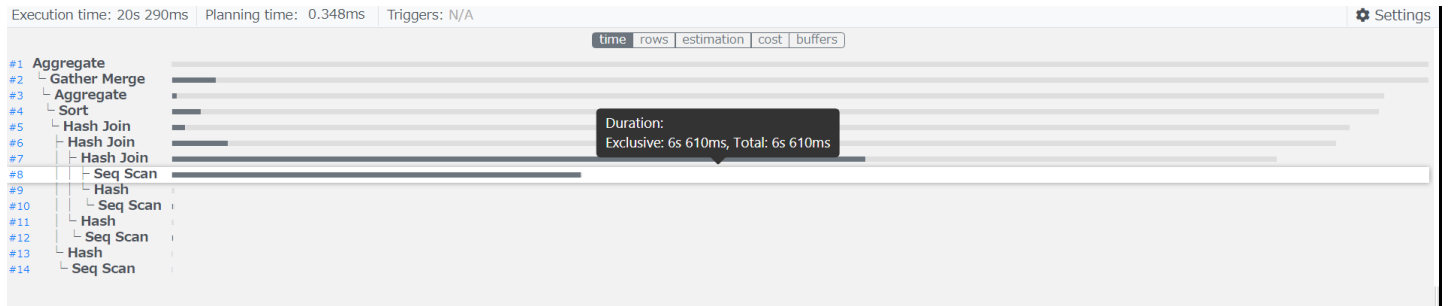 Execution time: 20s 290ms Planning time: 0.348ms Triggers: N/A Settings
time rows estimation cost buffers
#1 Aggregate
#2 Gather Merge
#3 Aggregate
#4 Sort
#5 Hash Join
#6 Hash Join
#7 Hash Join
#8 Seq Scan
#9 Hash
#10 Seq Scan
#11 Hash
#12 Seq Scan
#13 Hash
#14 Seq Scan
Duration:
Exclusive: 6s 610ms, Total: 6s 610ms